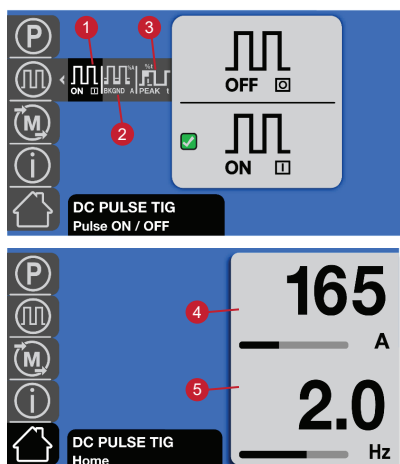 P
1
3
ON
2
BKGND
%A
A
%t
PEAK t
OFF
ON
M
i
DC PULSE TIG
Pulse ON / OFF
P
165
4
A
M
5
i
2.0
DC PULSE TIG
Home
Hz